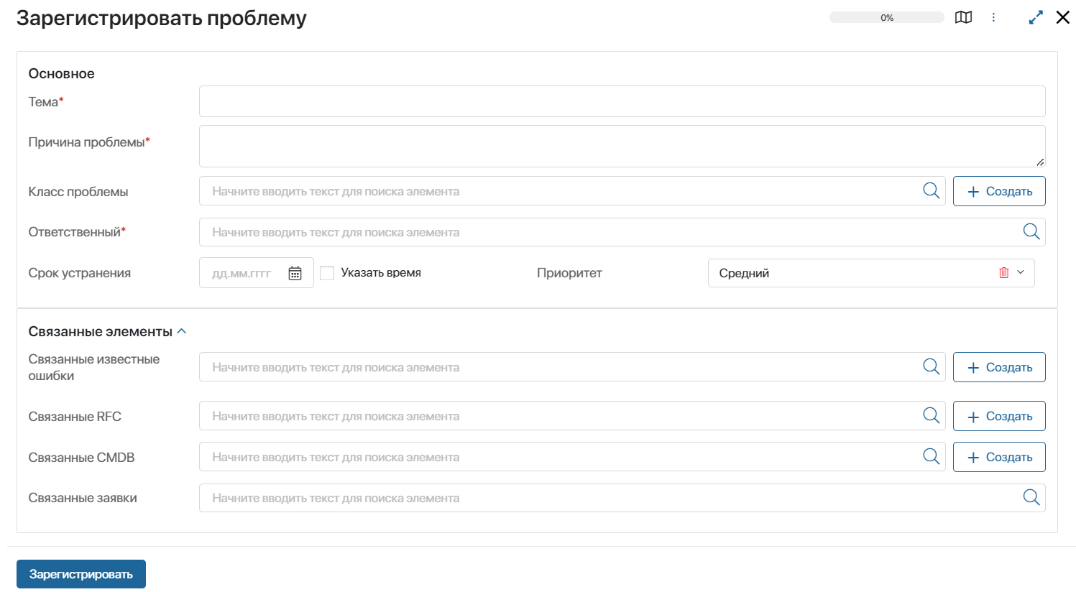 Зарегистрировать проблему
0%
Основное
Тема*
Причина проблемы*
Класс проблемы Начните вводить текст для поиска элемента + Создать
Ответственный* Начните вводить текст для поиска элемента
Срок устранения дд.мм.гггг Указать время Приоритет Средний
Связанные элементы
Связанные известные
ошибки
Начните вводить текст для поиска элемента + Создать
Связанные RFC Начните вводить текст для поиска элемента + Создать
Связанные CMDB Начните вводить текст для поиска элемента + Создать
Связанные заявки Начните вводить текст для поиска элемента
Зарегистрировать